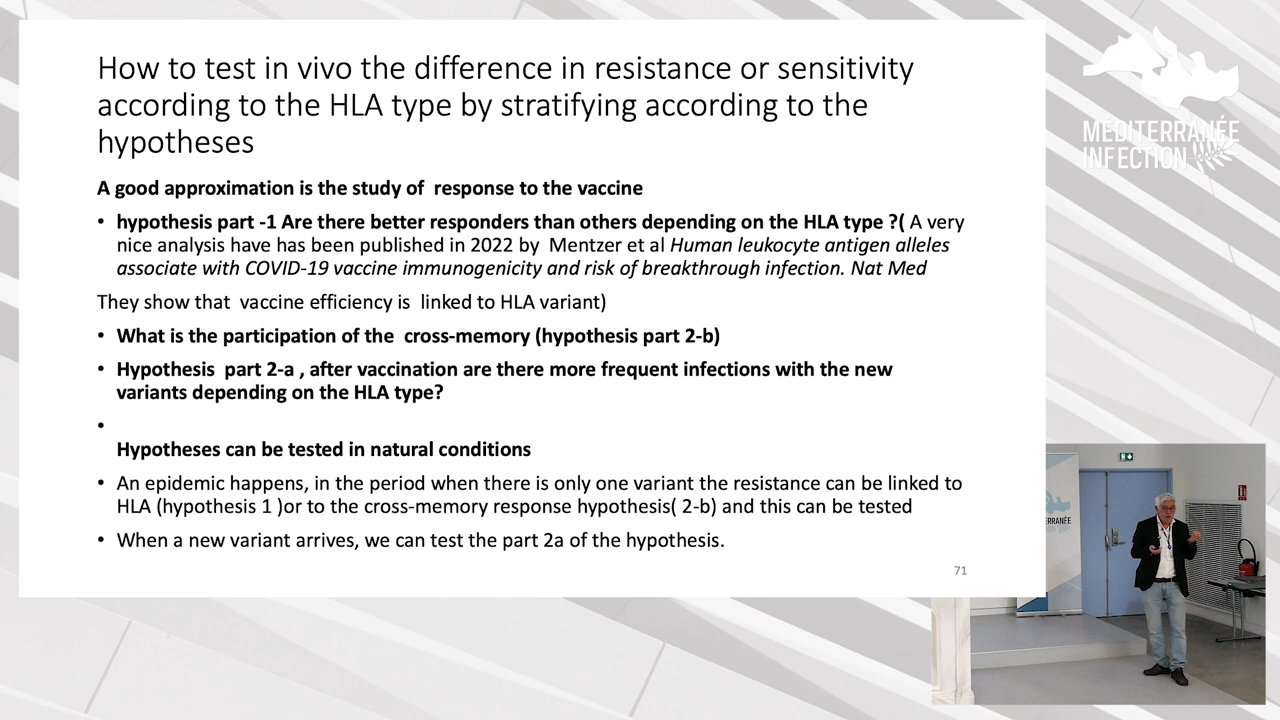 How to test in vivo the difference in resistance or sensitivity
according to the HLA type by stratifying according to the
hypotheses
A good approximation is the study of  response to the vaccine
• hypothesis part -1 Are there better responders than others depending on the HLA type ?( A very
nice analysis have has been published in 2022 by  Mentzer et al Human leukocyte antigen alleles
associate with COVID-19 vaccine immunogenicity and risk of breakthrough infection. Nat Med
They show that  vaccine efficiency is  linked to HLA variant)
• What is the participation of the  cross-memory (hypothesis part 2-b)
• Hypothesis  part 2-a , after vaccination are there more frequent infections with the new
variants depending on the HLA type?
•
Hypotheses can be tested in natural conditions
• An epidemic happens, in the period when there is only one variant the resistance can be linked to
HLA (hypothesis 1 )or to the cross-memory response hypothesis( 2-b) and this can be tested
• When a new variant arrives, we can test the part 2a of the hypothesis.
71
MÉDITERRANÉE
INFECTION